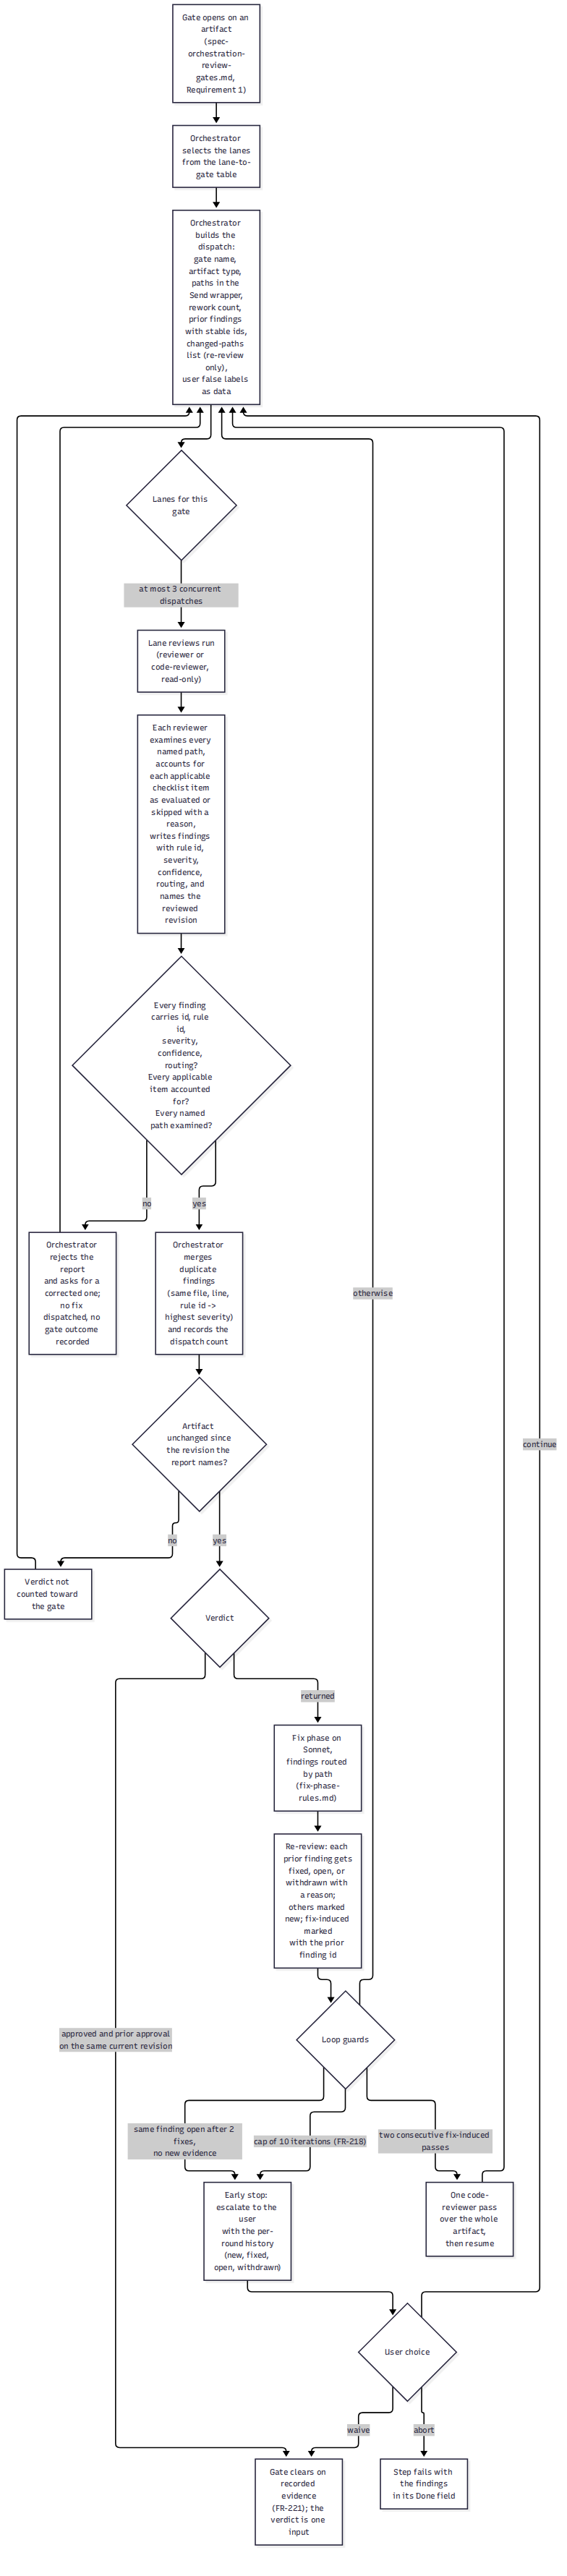 Gate opens on an
artifact
(spec-
orchestration-
review-
gates.md,
Requirement 1)
Orchestrator
selects the lanes
from the lane-to-
gate table
Orchestrator
builds the
dispatch:
gate name,
artifact type,
paths in the
Send wrapper,
rework count,
prior findings
with stable ids,
changed-paths
list (re-review
only),
user false labels
as data
Lanes for this
gate
at most 3 concurrent
dispatches
Lane reviews run
(reviewer or
code-reviewer,
read-only)
Each reviewer
examines every
named path,
accounts for
each applicable
checklist item
as evaluated or
skipped with a
reason,
writes findings
with rule id,
severity,
confidence,
routing, and
names the
reviewed
revision
Every finding
carries id, rule
id,
severity,
confidence,
routing?
Every applicable
item accounted
for?
Every named
path examined?
no
yes
Orchestrator
rejects the
report
and asks for a
corrected one;
no fix
dispatched, no
gate outcome
recorded
Orchestrator
merges
duplicate
findings
(same file, line,
rule id ->
highest severity)
and records the
dispatch count
otherwise
Artifact
unchanged since
the revision the
report names?
continue
no
yes
Verdict not
counted toward
the gate
Verdict
returned
Fix phase on
Sonnet,
findings routed
by path
(fix-phase-
rules.md)
Re-review: each
prior finding gets
fixed, open, or
withdrawn with
a reason;
others marked
new; fix-induced
marked
with the prior
finding id
approved and prior approval
on the same current revision
Loop guards
same finding open after 2
fixes,
no new evidence
cap of 10 iterations (FR-218)
two consecutive fix-induced
passes
Early stop:
escalate to the
user
with the per-
round history
(new, fixed,
open, withdrawn)
One code-
reviewer pass
over the whole
artifact,
then resume
User choice
waive
abort
Gate clears on
recorded
evidence
(FR-221); the
verdict is one
input
Step fails with
the findings
in its Done field